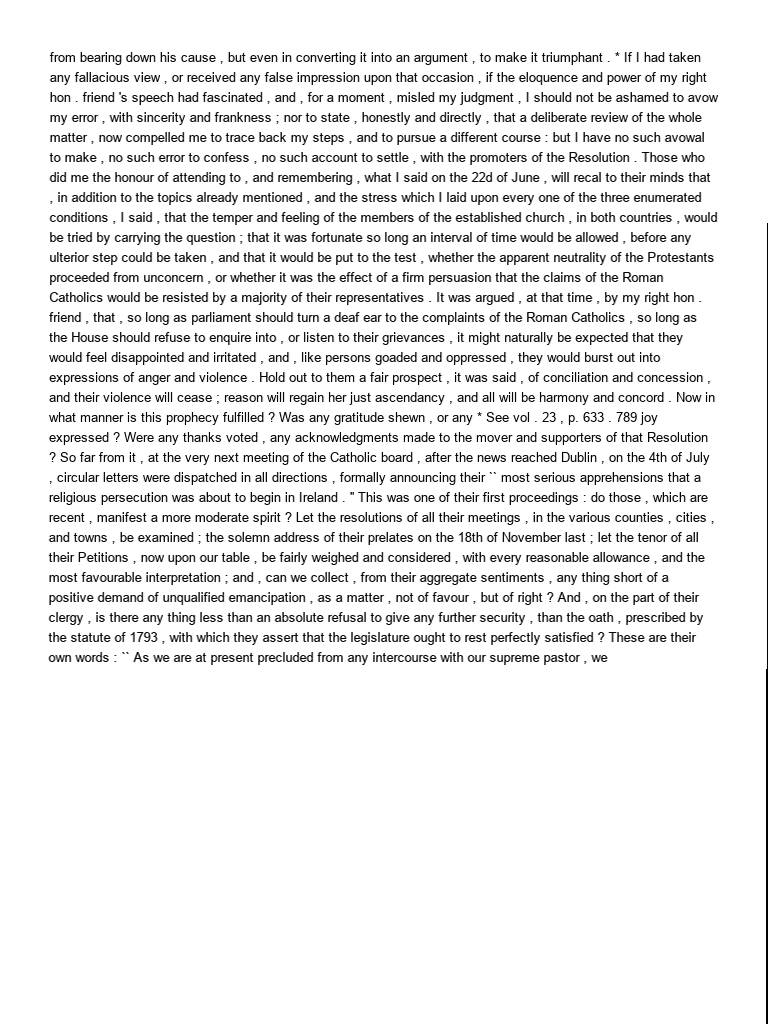 from bearing down his cause , but even in converting it into an argument , to make it triumphant . * If I had taken
any fallacious view , or received any false impression upon that occasion , if the eloquence and power of my right
hon . friend 's speech had fascinated , and , for a moment , misled my judgment , I should not be ashamed to avow
my error , with sincerity and frankness ; nor to state , honestly and directly , that a deliberate review of the whole
matter , now compelled me to trace back my steps , and to pursue a different course : but I have no such avowal
to make , no such error to confess , no such account to settle , with the promoters of the Resolution . Those who
did me the honour of attending to , and remembering , what I said on the 22d of June , will recal to their minds that
, in addition to the topics already mentioned , and the stress which I laid upon every one of the three enumerated
conditions , I said , that the temper and feeling of the members of the established church , in both countries , would
be tried by carrying the question ; that it was fortunate so long an interval of time would be allowed , before any
ulterior step could be taken , and that it would be put to the test , whether the apparent neutrality of the Protestants
proceeded from unconcern , or whether it was the effect of a firm persuasion that the claims of the Roman
Catholics would be resisted by a majority of their representatives . It was argued , at that time , by my right hon .
friend , that , so long as parliament should turn a deaf ear to the complaints of the Roman Catholics , so long as
the House should refuse to enquire into , or listen to their grievances , it might naturally be expected that they
would feel disappointed and irritated , and , like persons goaded and oppressed , they would burst out into
expressions of anger and violence . Hold out to them a fair prospect , it was said , of conciliation and concession ,
and their violence will cease ; reason will regain her just ascendancy , and all will be harmony and concord . Now in
what manner is this prophecy fulfilled ? Was any gratitude shewn , or any * See vol . 23 , p. 633 . 789 joy
expressed ? Were any thanks voted , any acknowledgments made to the mover and supporters of that Resolution
? So far from it , at the very next meeting of the Catholic board , after the news reached Dublin , on the 4th of July
, circular letters were dispatched in all directions , formally announcing their `` most serious apprehensions that a
religious persecution was about to begin in Ireland . " This was one of their first proceedings : do those , which are
recent , manifest a more moderate spirit ? Let the resolutions of all their meetings , in the various counties , cities ,
and towns , be examined ; the solemn address of their prelates on the 18th of November last ; let the tenor of all
their Petitions , now upon our table , be fairly weighed and considered , with every reasonable allowance , and the
most favourable interpretation ; and , can we collect , from their aggregate sentiments , any thing short of a
positive demand of unqualified emancipation , as a matter , not of favour , but of right ? And , on the part of their
clergy , is there any thing less than an absolute refusal to give any further security , than the oath , prescribed by
the statute of 1793 , with which they assert that the legislature ought to rest perfectly satisfied ? These are their
own words : `` As we are at present precluded from any intercourse with our supreme pastor , we